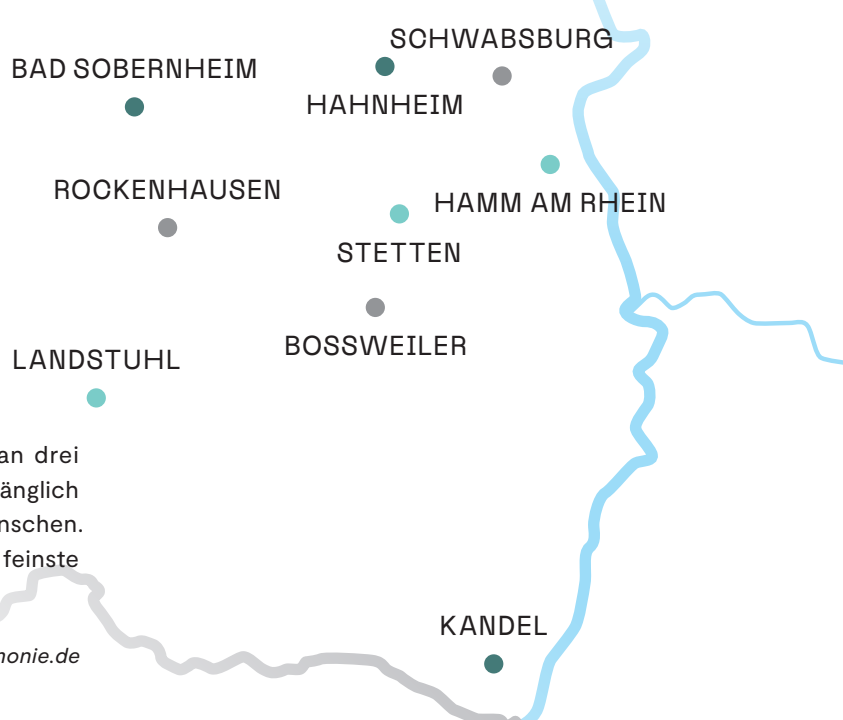 SCHWABSBURG
BAD SOBERNHEIM
HAHNHEIM
ROCKENHAUSEN
HAMM AM RHEIN
STETTEN
BOSSWEILER
LANDSTUHL
an drei
änglich
nschen.
feinste
KANDEL
nonie.de